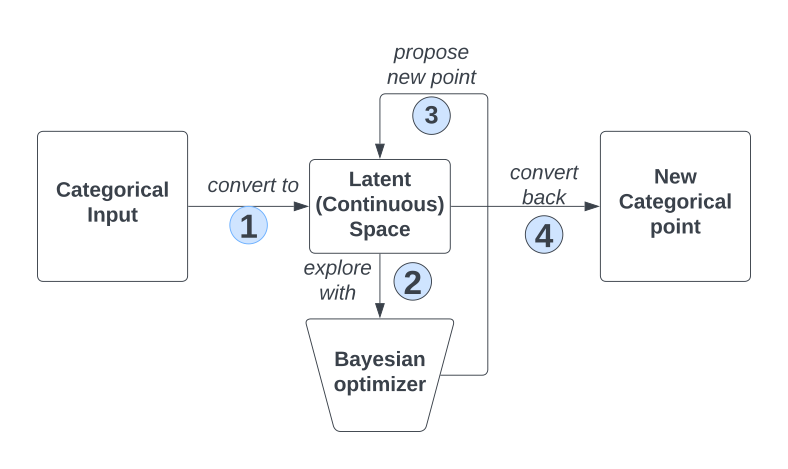 propose
new point
3
Categorical
Input
convert to
1
Latent
(Continuous)
Space
convert
back
4
New
Categorical
point
explore
with
2
Bayesian
optimizer